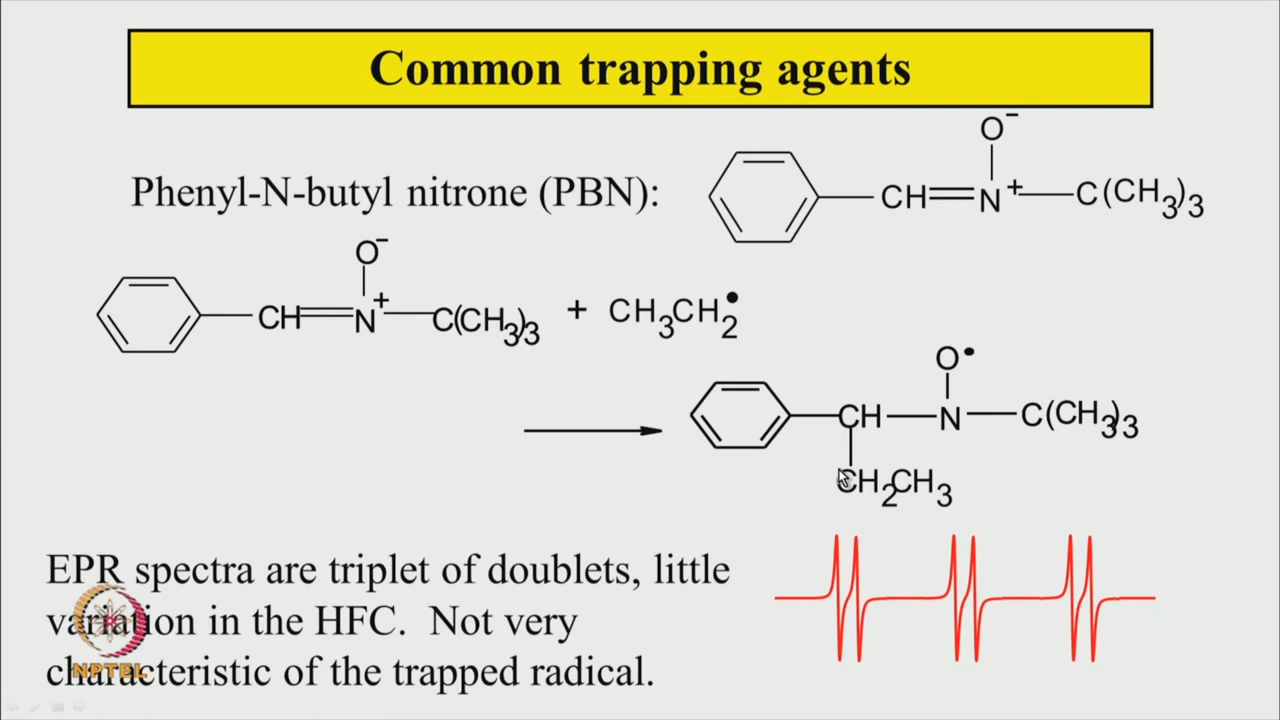 Common trapping agents
O⁻
Phenyl-N-butyl nitrone (PBN): CH=N⁺—C(CH₃)₃
O⁻
CH=N⁺—C(CH₃)₃ + CH₃CH₂•
O•
CH—N—C(CH₃)₃
CH₂CH₃
EPR spectra are triplet of doublets, little
variation in the HFC. Not very
characteristic of the trapped radical.
NPTEL